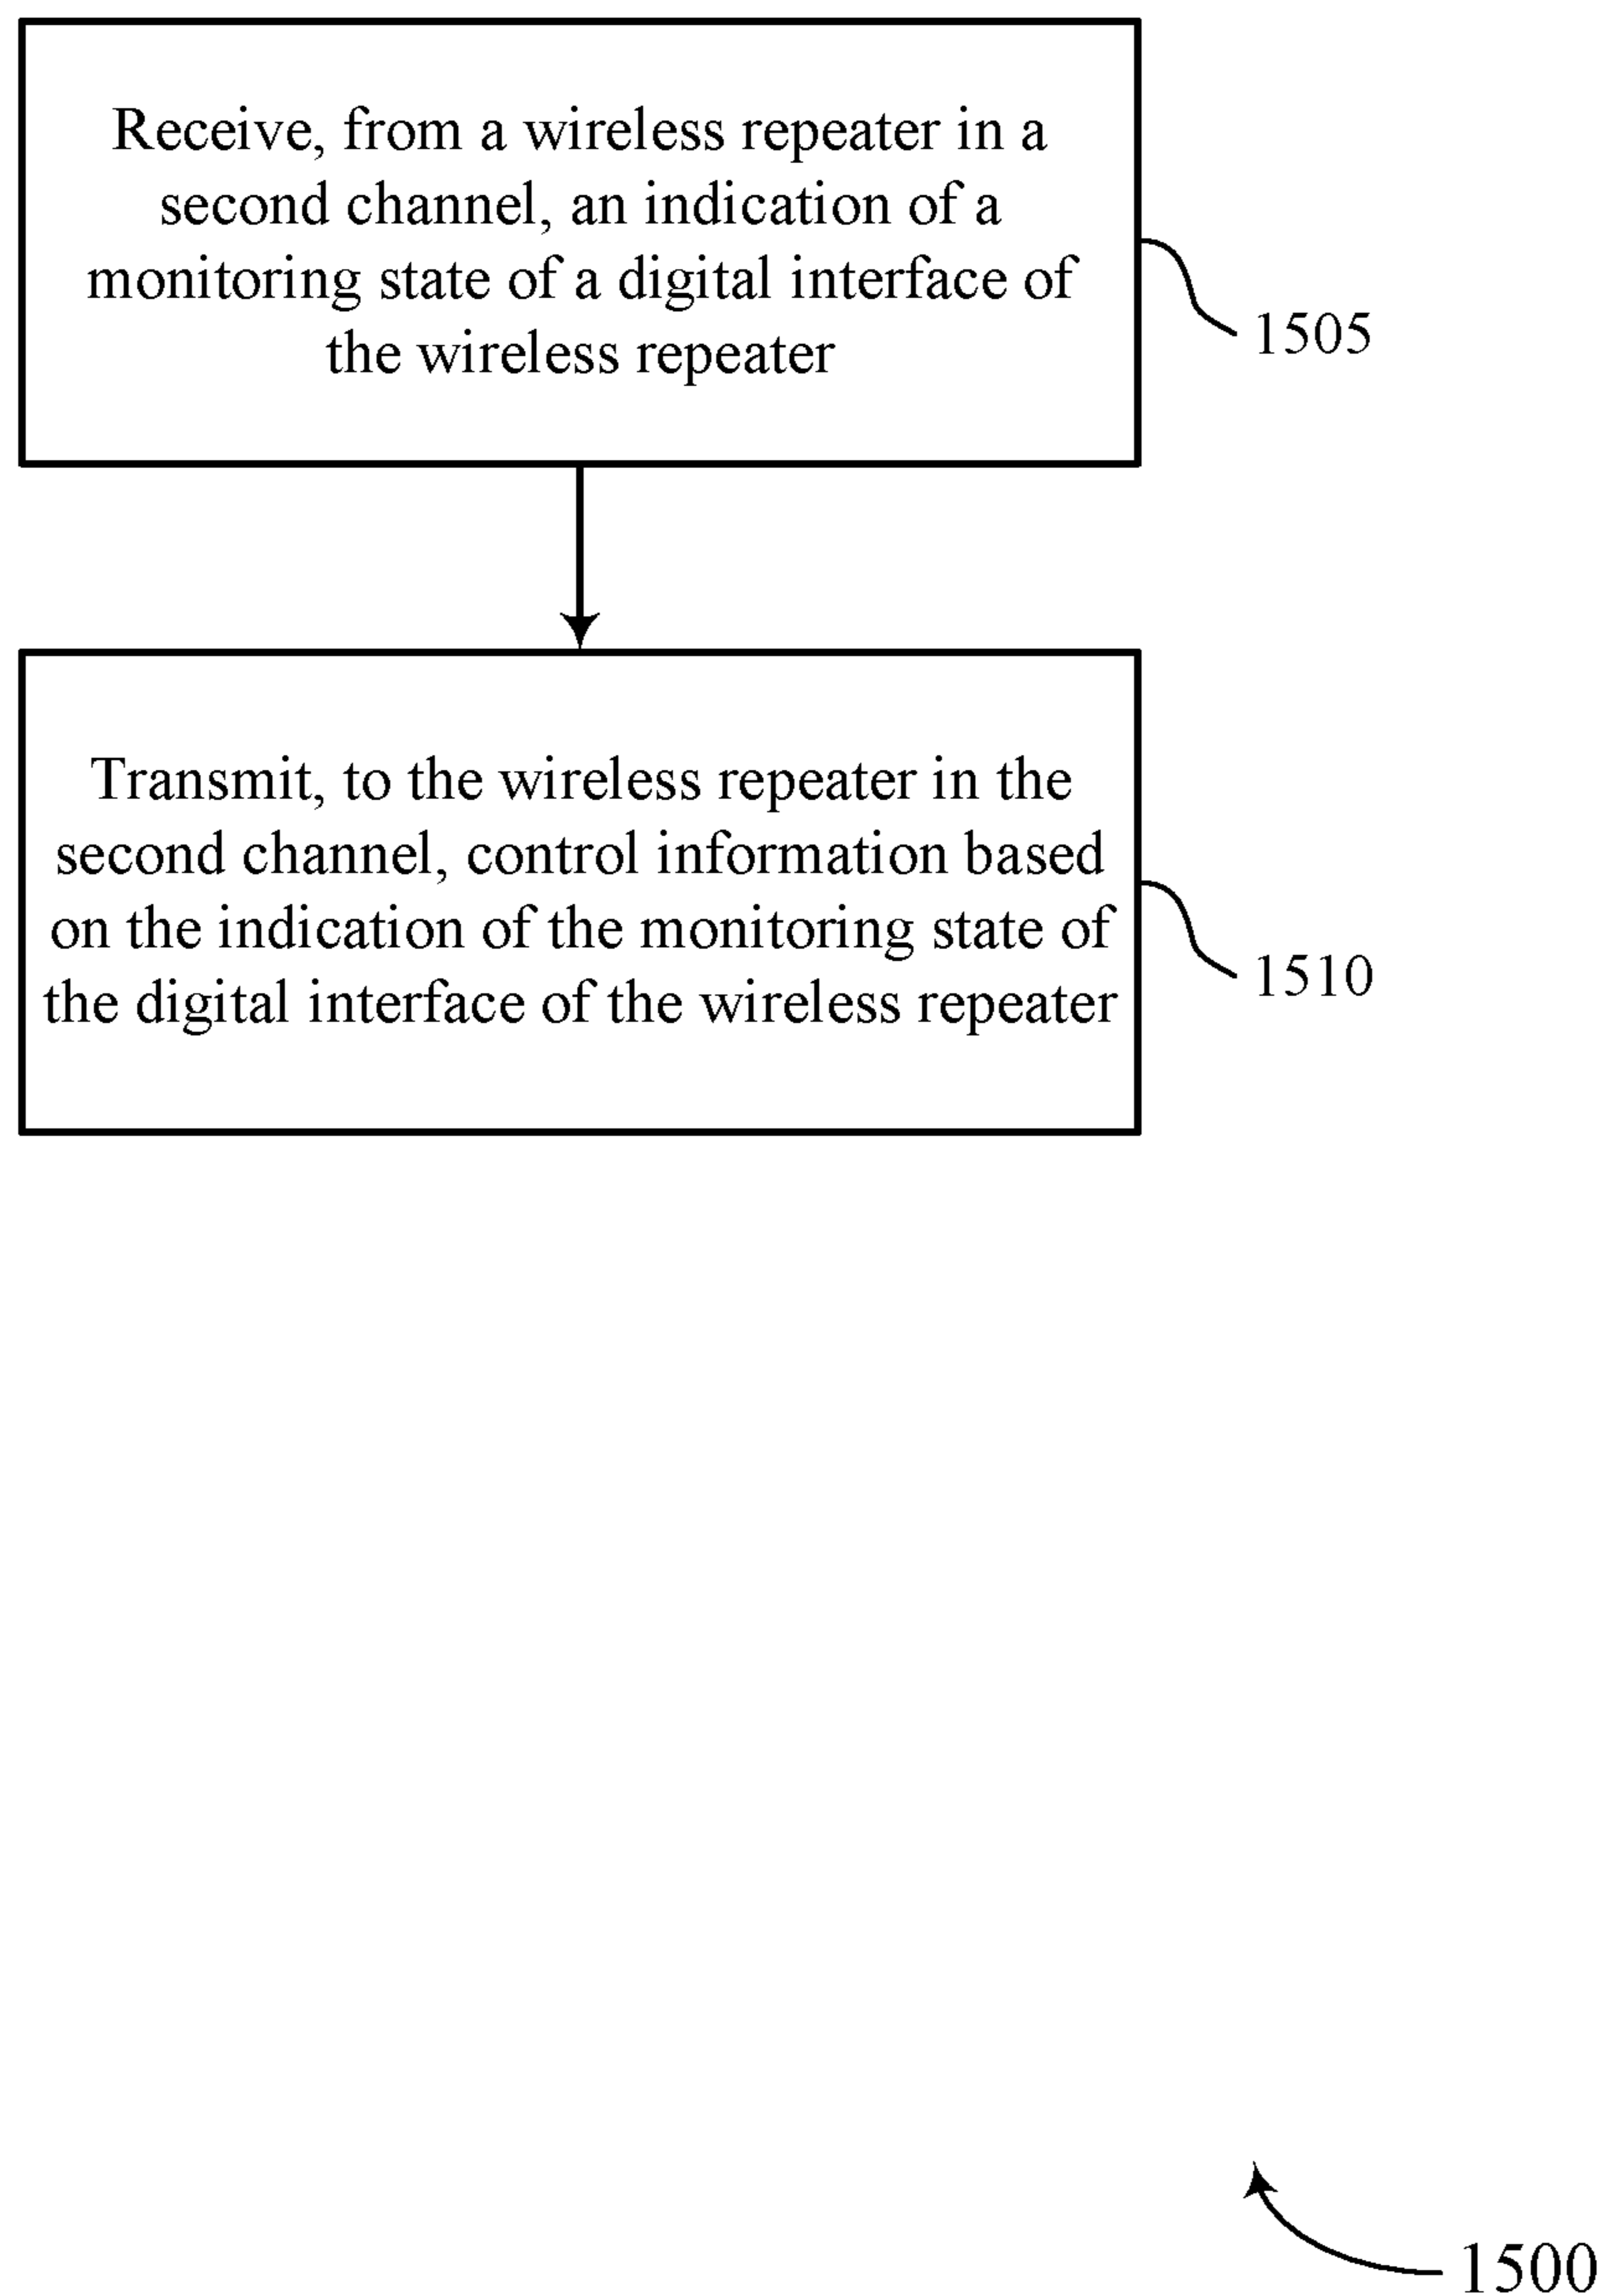 Receive, from a wireless repeater in a
second channel, an indication of a
monitoring state of a digital interface of
the wireless repeater
1505
Transmit, to the wireless repeater in the
second channel, control information based
on the indication of the monitoring state of
the digital interface of the wireless repeater
1510
1500